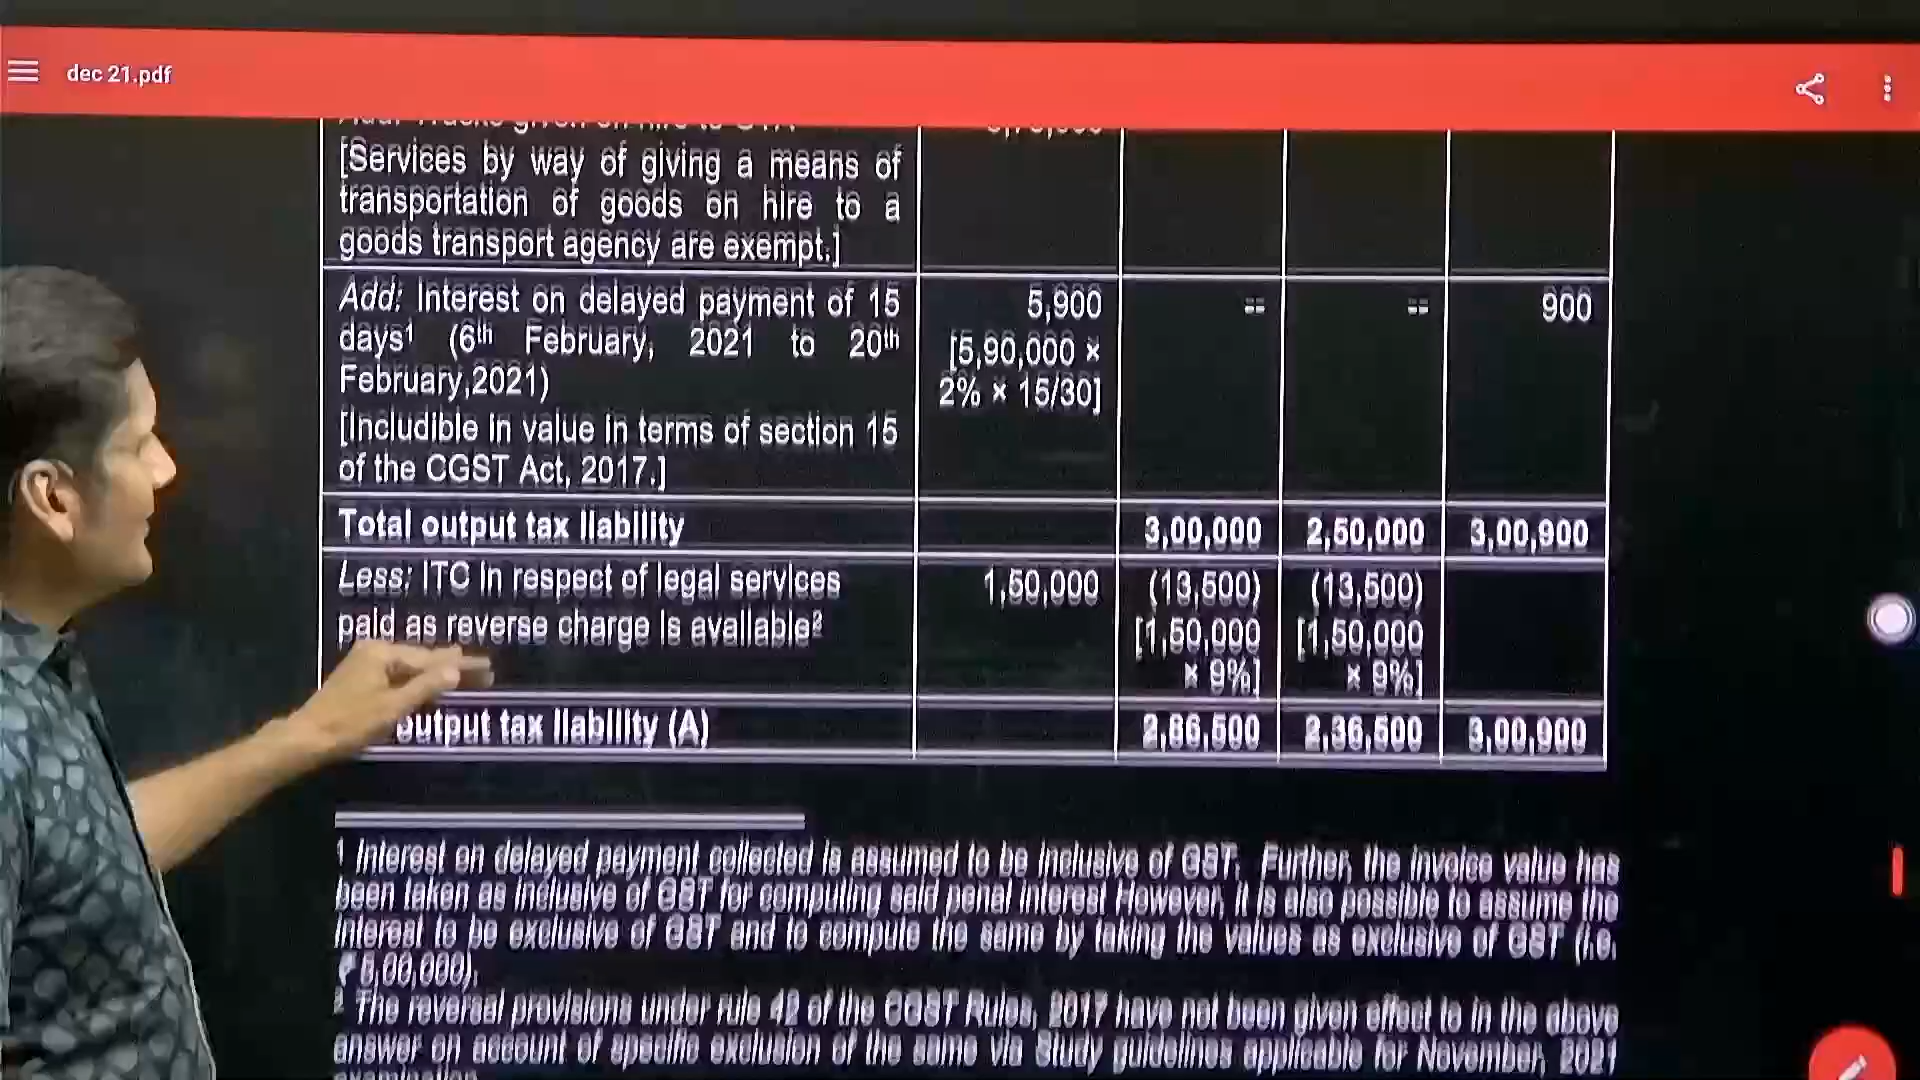 dec 21.pdf
[Services by way of giving a means of
transportation of goods on hire to a
goods transport agency are exempt.]
Add: Interest on delayed payment of 15 5,900 -- -- 900
days¹ (6th February, 2021 to 20th [5,90,000 ×
February,2021) 2% × 15/30]
[Includible in value in terms of section 15
of the CGST Act, 2017.]
Total output tax liability 3,00,000 2,50,000 3,00,900
Less: ITC in respect of legal services 1,50,000 (13,500) (13,500)
paid as reverse charge is available² [1,50,000 [1,50,000
× 9%] × 9%]
output tax liability (A) 2,86,500 2,36,500 3,00,900
¹ Interest on delayed payment collected is assumed to be inclusive of GST. Further, the invoice value has
been taken as inclusive of GST for computing said penal interest However, it is also possible to assume the
interest to be exclusive of GST and to compute the same by taking the values as exclusive of GST (i.e.
₹ 5,00,000).
² The reversal provisions under rule 42 of the CGST Rules, 2017 have not been given effect to in the above
answer on account of specific exclusion of the same via Study guidelines applicable for November, 2021